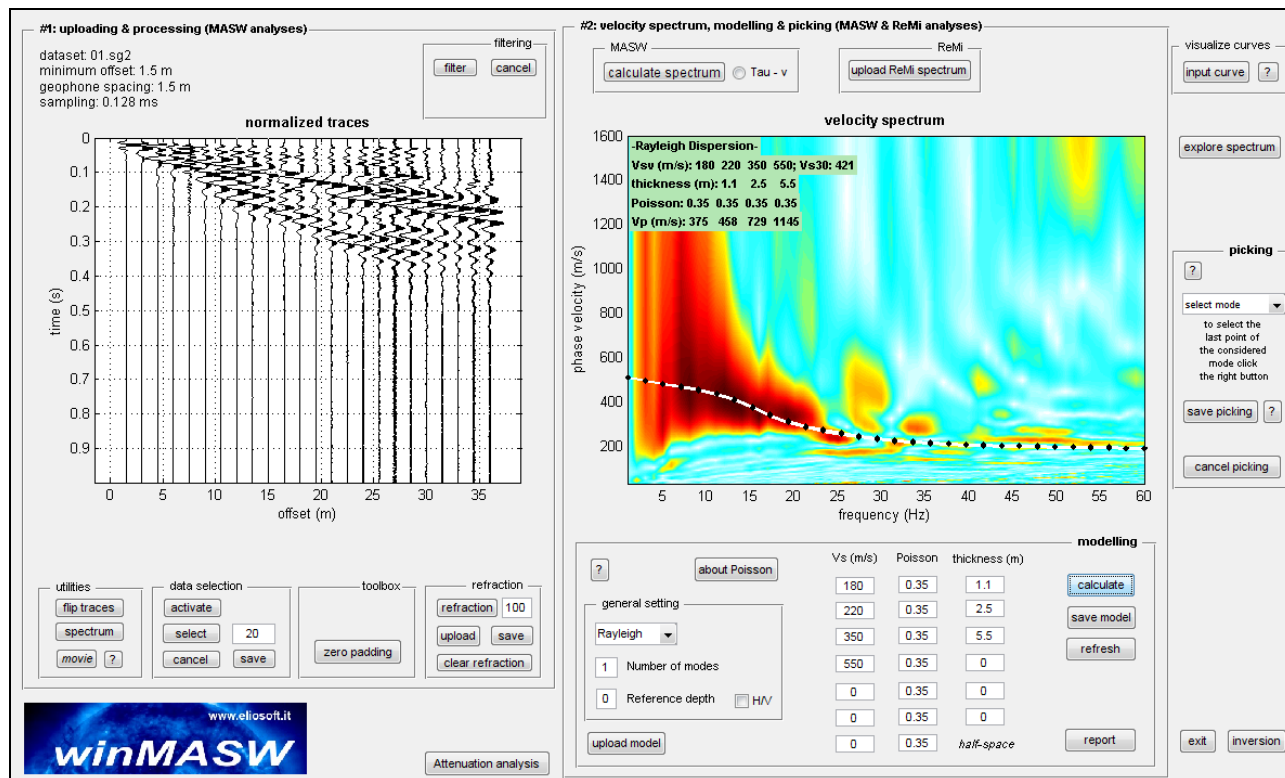 #1: uploading & processing (MASW analyses)
dataset: 01.sg2
minimum offset: 1.5 m
geophone spacing: 1.5 m
sampling: 0.128 ms
filtering
filter cancel
normalized traces
0
0.1
0.2
0.3
0.4
0.5
0.6
0.7
0.8
0.9
time (s)
0 5 10 15 20 25 30 35
offset (m)
utilities
flip traces
spectrum
movie ?
data selection
activate
select 20
cancel save
toolbox
zero padding
refraction
refraction 100
upload save
clear refraction
www.eliosoft.it
winMASW
Attenuation analysis
#2: velocity spectrum, modelling & picking (MASW & ReMi analyses)
MASW
calculate spectrum Tau - v
ReMi
upload ReMi spectrum
velocity spectrum
-Rayleigh Dispersion-
Vsv (m/s): 180 220 350 550; Vs30: 421
thickness (m): 1.1 2.5 5.5
Poisson: 0.35 0.35 0.35 0.35
Vp (m/s): 375 458 729 1145
1600
1400
1200
1000
800
600
400
200
phase velocity (m/s)
5 10 15 20 25 30 35 40 45 50 55 60
frequency (Hz)
modelling
? about Poisson
general setting
Rayleigh
1 Number of modes
0 Reference depth H/V
upload model
Vs (m/s) Poisson thickness (m)
180 0.35 1.1
220 0.35 2.5
350 0.35 5.5
550 0.35 0
0 0.35 0
0 0.35 0
0 0.35 half-space
calculate
save model
refresh
report
visualize curves
input curve ?
explore spectrum
picking
?
select mode
to select the
last point of
the considered
mode click
the right button
save picking ?
cancel picking
exit inversion